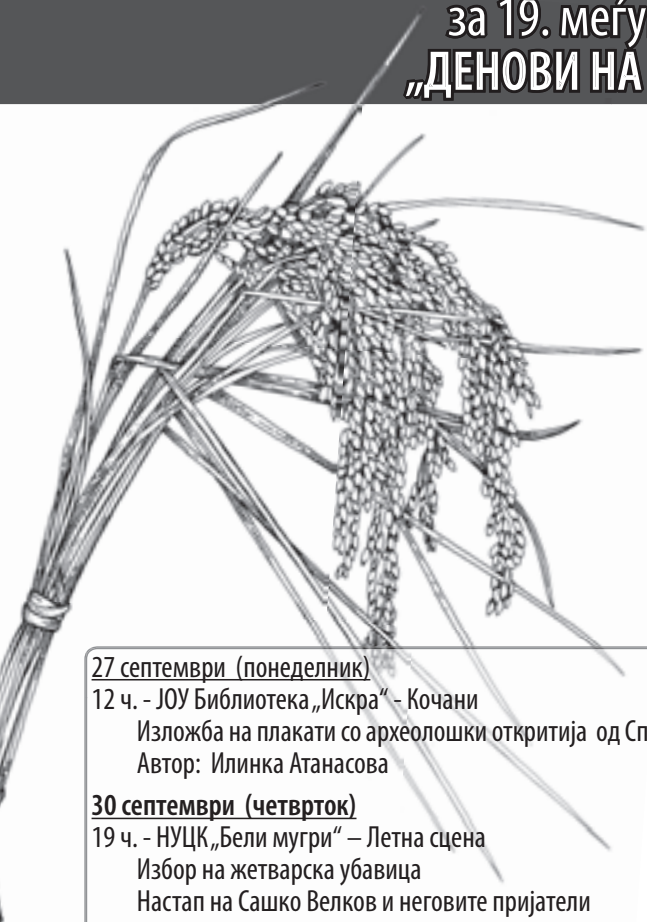 за 19. меѓу
„ДЕНОВИ НА
27 септември (понеделник)
12 ч. - ЈОУ Библиотека „Искра“ - Кочани
Изложба на плакати со археолошки откритија од Сп
Автор: Илинка Атанасова
30 септември (четврток)
19 ч. - НУЦК „Бели мугри“ – Летна сцена
Избор на жетварска убавица
Настап на Сашко Велков и неговите пријатели